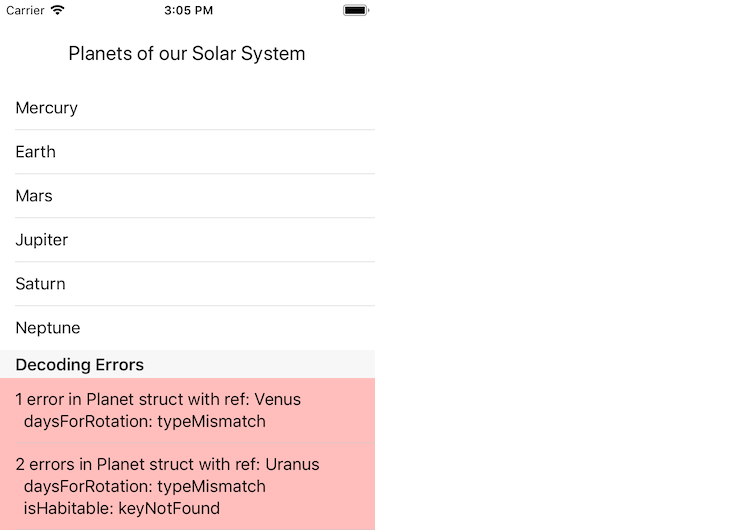 Carrier 3:05 PM
Planets of our Solar System
Mercury
Earth
Mars
Jupiter
Saturn
Neptune
Decoding Errors
1 error in Planet struct with ref: Venus
daysForRotation: typeMismatch
2 errors in Planet struct with ref: Uranus
daysForRotation: typeMismatch
isHabitable: keyNotFound